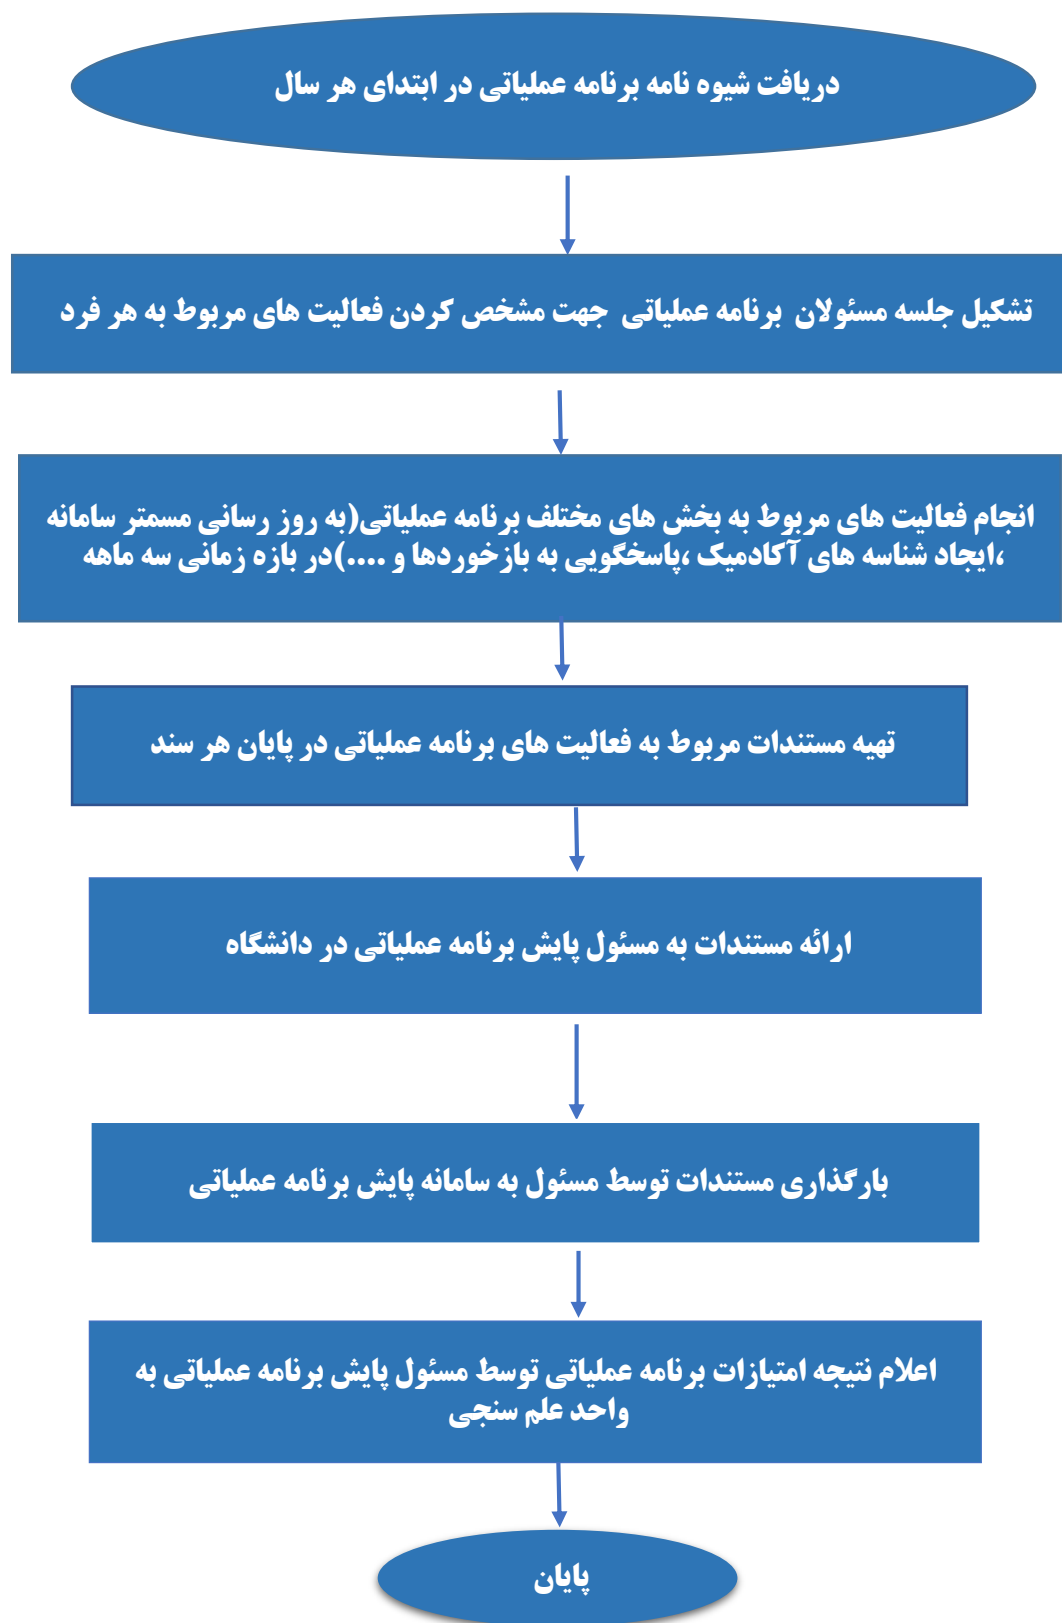 دریافت شیوه نامه برنامه عملیاتی در ابتدای هر سال
تشکیل جلسه مسئولان برنامه عملیاتی جهت مشخص کردن فعالیت های مربوط به هر فرد
انجام فعالیت های مربوط به بخش های مختلف برنامه عملیاتی(به روز رسانی مسمتر سامانه
،ایجاد شناسه های آکادمیک ،پاسخگویی به بازخوردها و ....)در بازه زمانی سه ماهه
تهیه مستندات مربوط به فعالیت های برنامه عملیاتی در پایان هر سند
ارائه مستندات به مسئول پایش برنامه عملیاتی در دانشگاه
بارگذاری مستندات توسط مسئول به سامانه پایش برنامه عملیاتی
اعلام نتیجه امتیازات برنامه عملیاتی توسط مسئول پایش برنامه عملیاتی به
واحد علم سنجی
پایان